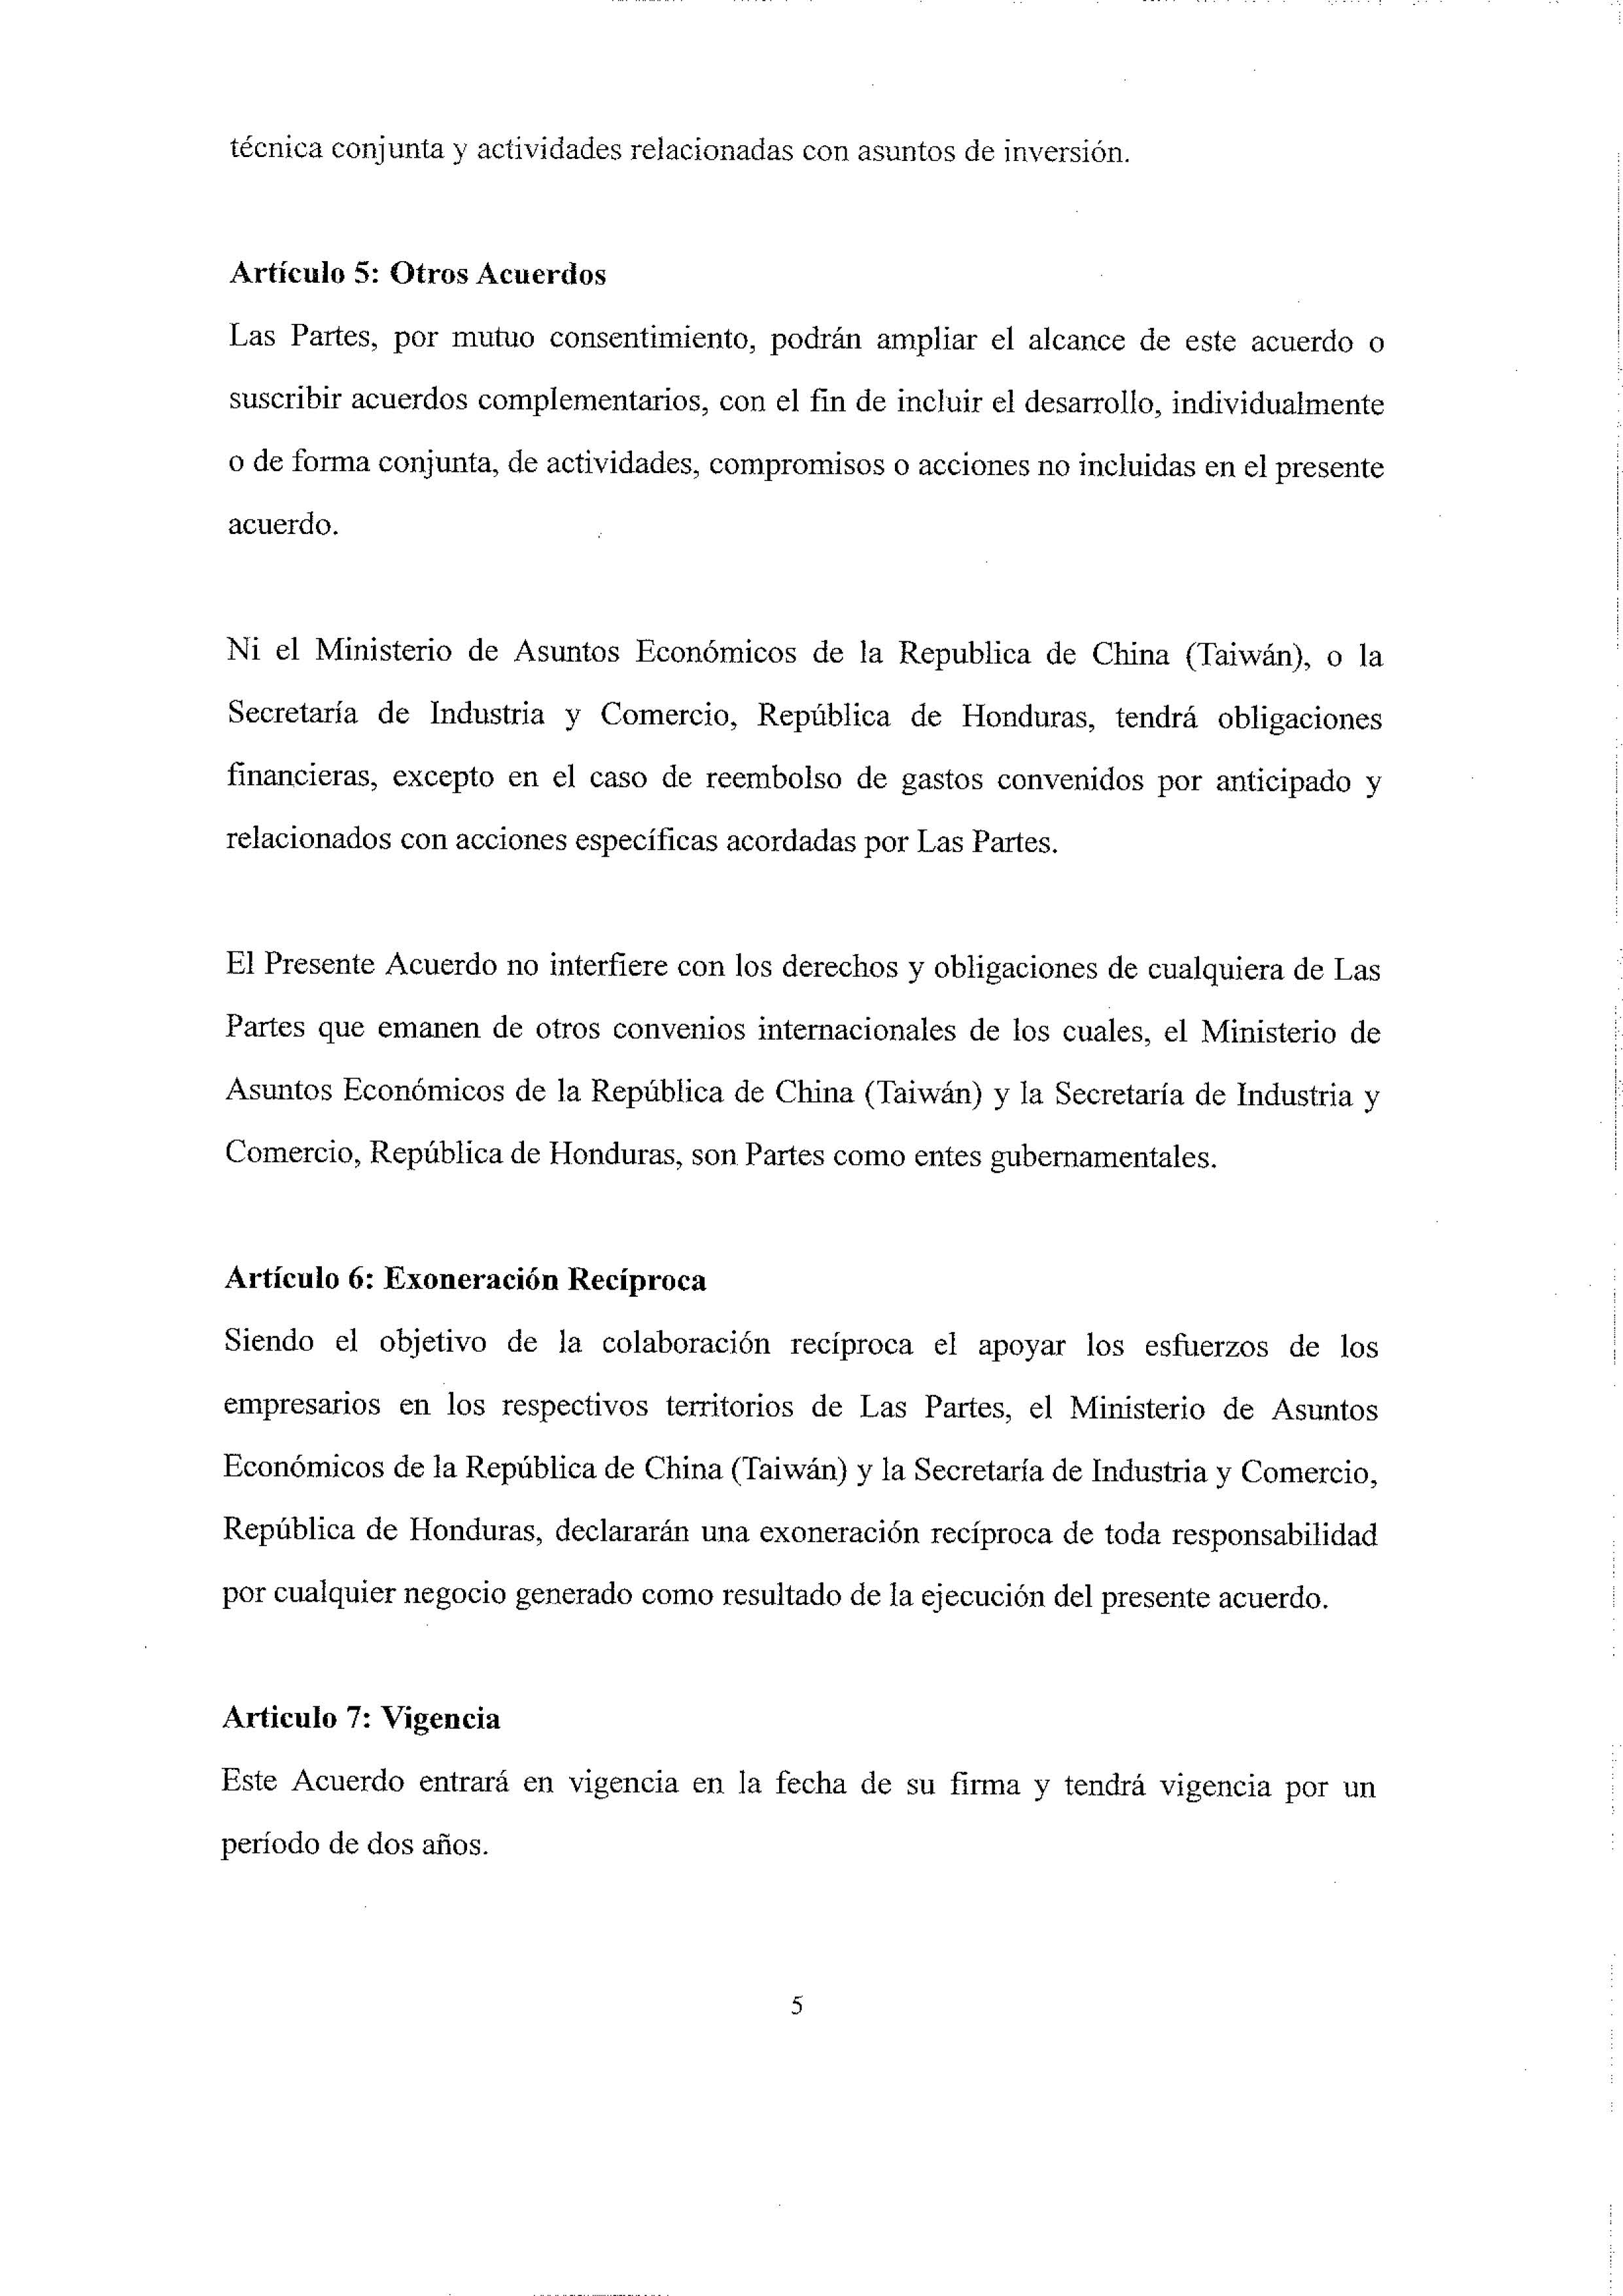 técnica conjunta y actividades relacionadas con asuntos de inversión.
Artículo 5: Otros Acuerdos
Las Partes, por mutuo consentimiento, podrán ampliar el alcance de este acuerdo o
suscribir acuerdos complementarios, con el fin de incluir el desarrollo, individualmente
o de forma conjunta, de actividades, compromisos o acciones no incluidas en el presente
acuerdo.
Ni el Ministerio de Asuntos Económicos de la Republica de China (Taiwán), o la
Secretaría de Industria y Comercio, República de Honduras, tendrá obligaciones
financieras, excepto en el caso de reembolso de gastos convenidos por anticipado y
relacionados con acciones específicas acordadas por Las Partes.
El Presente Acuerdo no interfiere con los derechos y obligaciones de cualquiera de Las
Partes que emanen de otros convenios internacionales de los cuales, el Ministerio de
Asuntos Económicos de la República de China (Taiwán) y la Secretaría de Industria y
Comercio, República de Honduras, son Partes como entes gubernamentales.
Artículo 6: Exoneración Recíproca
Siendo el objetivo de la colaboración recíproca el apoyar los esfuerzos de los
empresarios en los respectivos territorios de Las Partes, el Ministerio de Asuntos
Económicos de la República de China (Taiwán) y la Secretaría de Industria y Comercio,
República de Honduras, declararán una exoneración recíproca de toda responsabilidad
por cualquier negocio generado como resultado de la ejecución del presente acuerdo.
Articulo 7: Vigencia
Este Acuerdo entrará en vigencia en la fecha de su firma y tendrá vigencia por un
período de dos años.
5